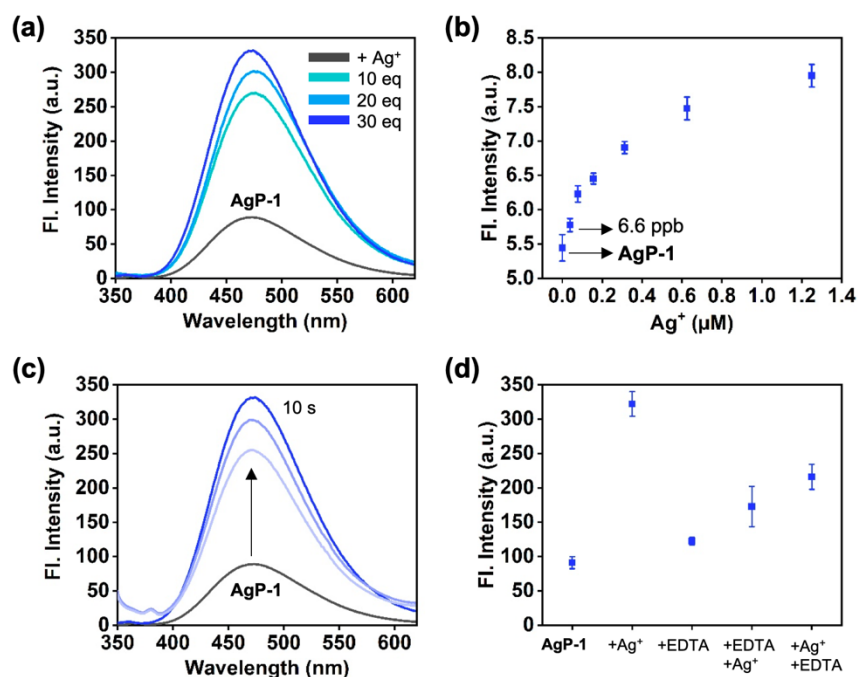 (a)
Fl. Intensity (a.u.)
350
300
250
200
150
100
50
0
+ Ag⁺
10 eq
20 eq
30 eq
AgP-1
350 400 450 500 550 600
Wavelength (nm)
(b)
Fl. Intensity (a.u.)
8.5
8.0
7.5
7.0
6.5
6.0
5.5
5.0
6.6 ppb
AgP-1
0.0 0.2 0.4 0.6 0.8 1.0 1.2 1.4
Ag⁺ (µM)
(c)
Fl. Intensity (a.u.)
350
300
250
200
150
100
50
0
10 s
AgP-1
350 400 450 500 550 600
Wavelength (nm)
(d)
Fl. Intensity (a.u.)
350
300
250
200
150
100
50
0
AgP-1 +Ag⁺ +EDTA +EDTA +Ag⁺
+Ag⁺ +EDTA